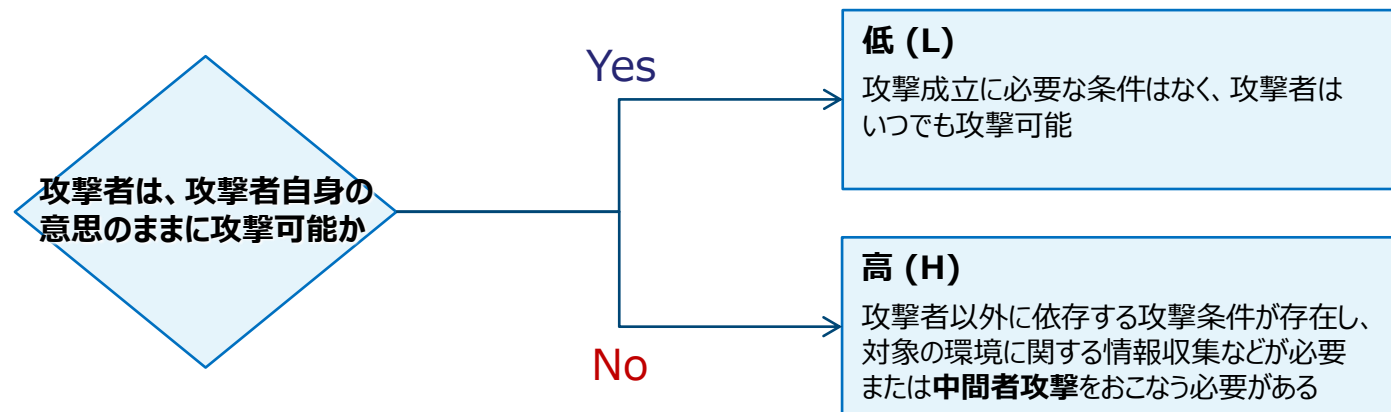 攻撃者は、攻撃者自身の
意思のままに攻撃可能か
Yes
低 (L)
攻撃成立に必要な条件はなく、攻撃者は
いつでも攻撃可能
No
高 (H)
攻撃者以外に依存する攻撃条件が存在し、
対象の環境に関する情報収集などが必要
または中間者攻撃をおこなう必要がある